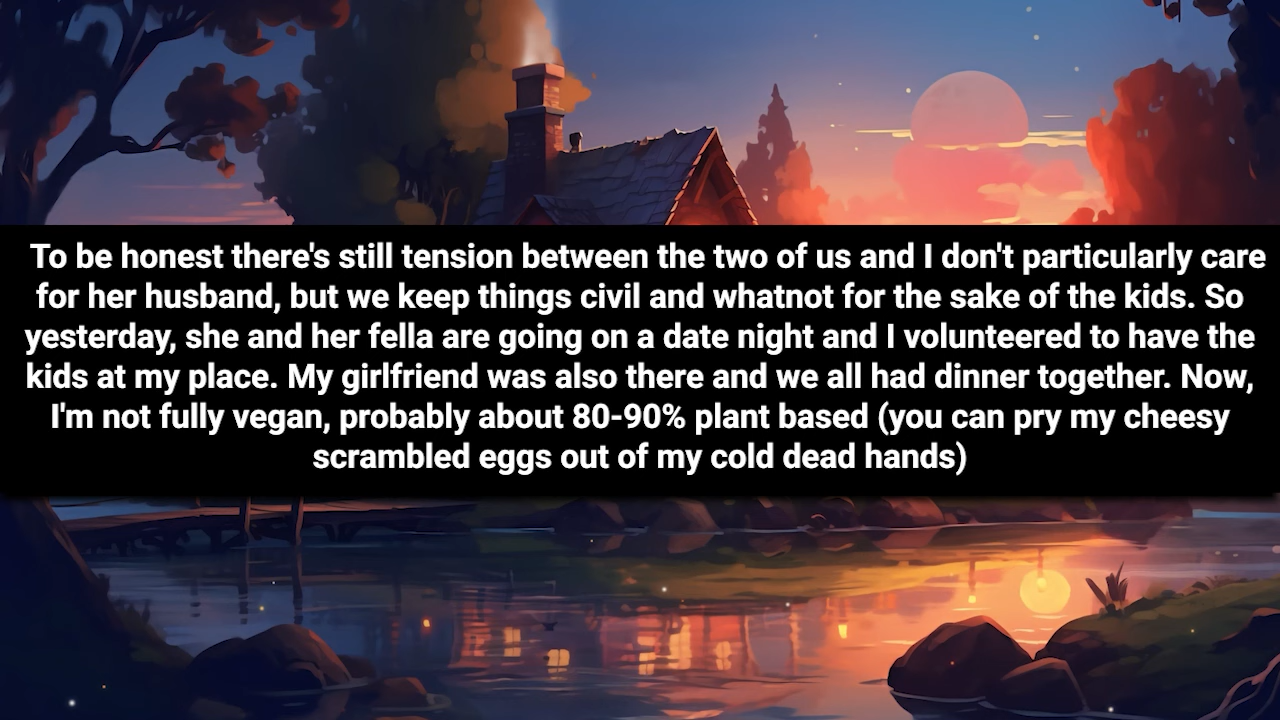 To be honest there's still tension between the two of us and I don't particularly care
for her husband, but we keep things civil and whatnot for the sake of the kids. So
yesterday, she and her fella are going on a date night and I volunteered to have the
kids at my place. My girlfriend was also there and we all had dinner together. Now,
I'm not fully vegan, probably about 80-90% plant based (you can pry my cheesy
scrambled eggs out of my cold dead hands)